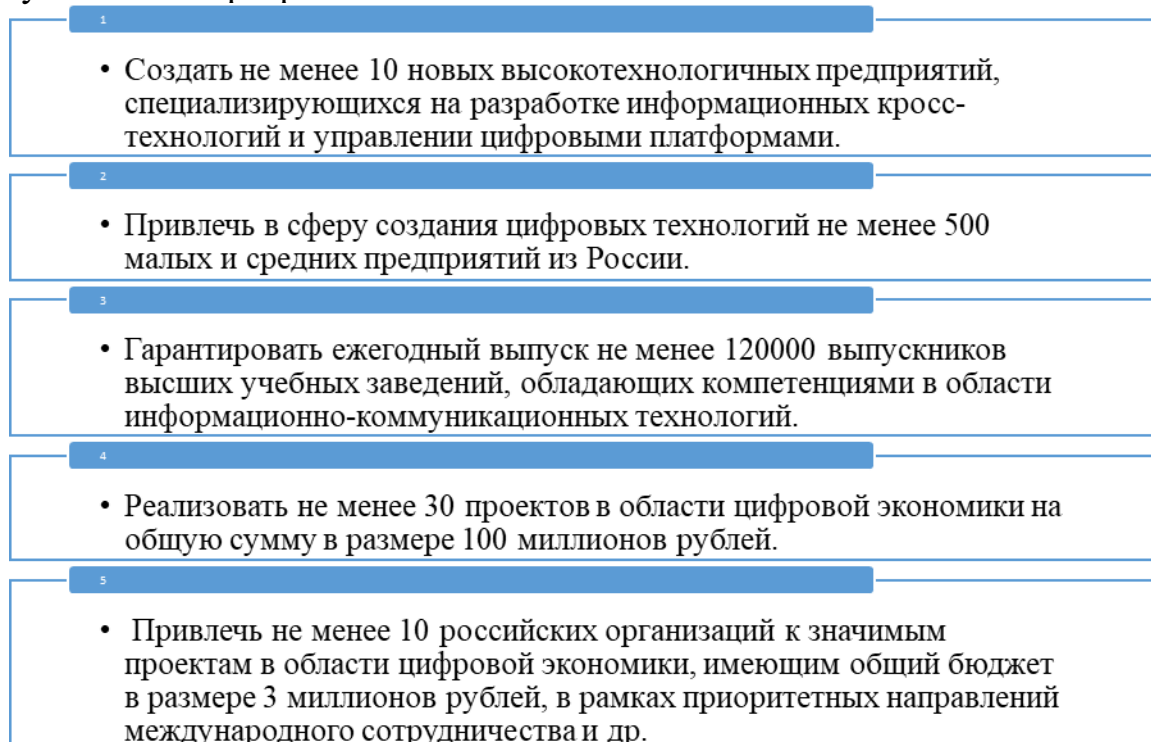 1
• Создать не менее 10 новых высокотехнологичных предприятий,
специализирующихся на разработке информационных кросс-
технологий и управлении цифровыми платформами.
2
• Привлечь в сферу создания цифровых технологий не менее 500
малых и средних предприятий из России.
3
• Гарантировать ежегодный выпуск не менее 120000 выпускников
высших учебных заведений, обладающих компетенциями в области
информационно-коммуникационных технологий.
4
• Реализовать не менее 30 проектов в области цифровой экономики на
общую сумму в размере 100 миллионов рублей.
5
• Привлечь не менее 10 российских организаций к значимым
проектам в области цифровой экономики, имеющим общий бюджет
в размере 3 миллионов рублей, в рамках приоритетных направлений
международного сотрудничества и др.